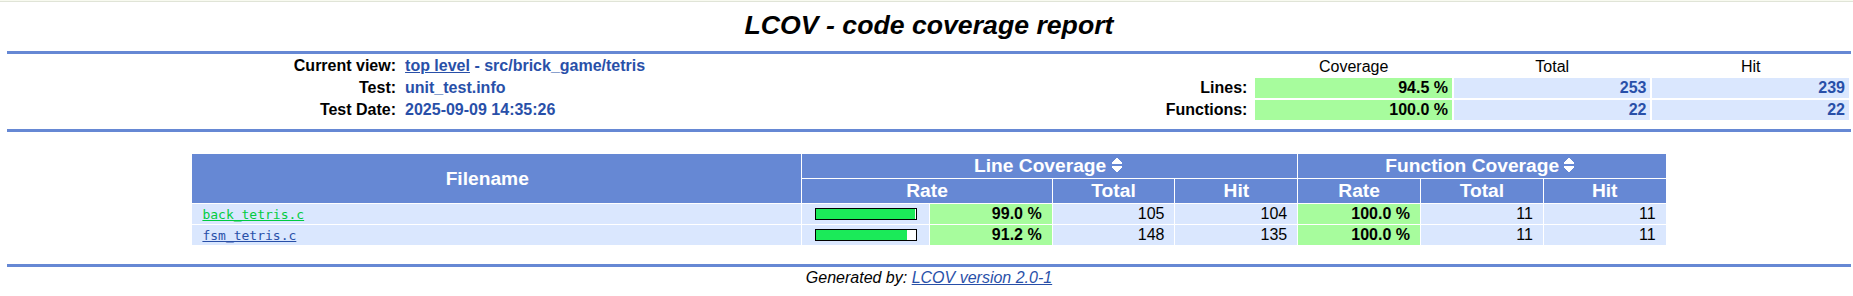 LCOV - code coverage report
Current view: top level - src/brick_game/tetris Coverage Total Hit
Test: unit_test.info Lines: 94.5 % 253 239
Test Date: 2025-09-09 14:35:26 Functions: 100.0 % 22 22
Filename Line Coverage Function Coverage
Rate Total Hit Rate Total Hit
back_tetris.c 99.0 % 105 104 100.0 % 11 11
fsm_tetris.c 91.2 % 148 135 100.0 % 11 11
Generated by: LCOV version 2.0-1